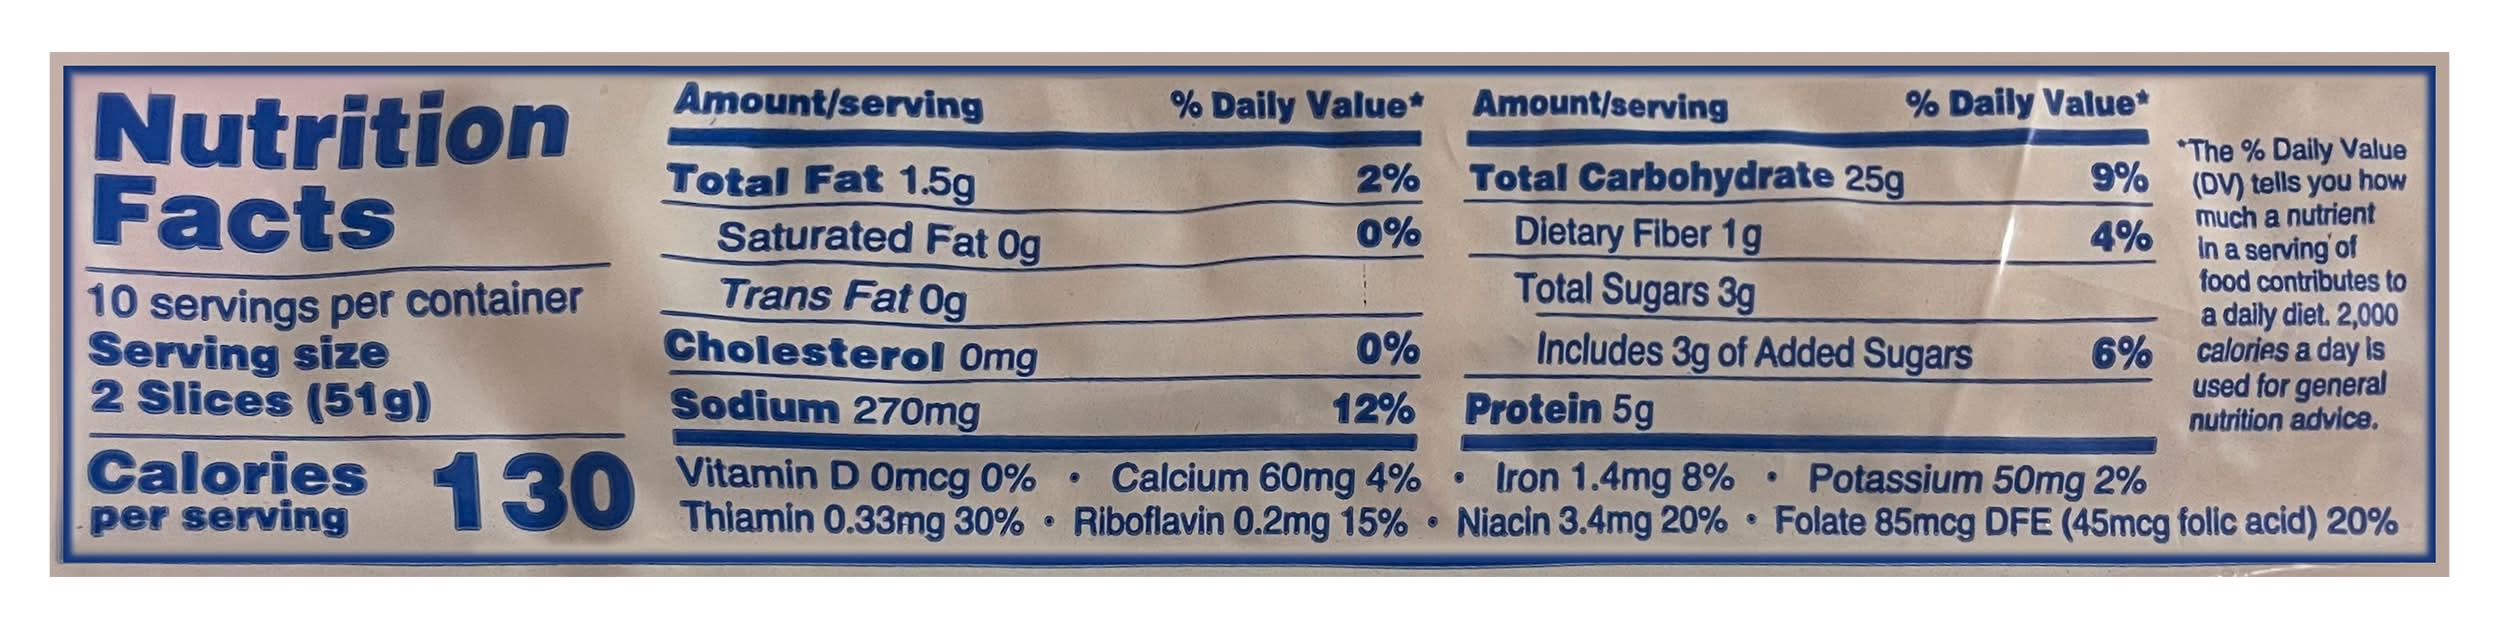 Nutrition
Facts
10 servings per container
Serving size
2 Slices (51g)
Calories
per serving
130
Amount/serving % Daily Value*
Total Fat 1.5g 2%
Saturated Fat 0g 0%
Trans Fat 0g
Cholesterol 0mg 0%
Sodium 270mg 12%
Amount/serving % Daily Value*
Total Carbohydrate 25g 9%
Dietary Fiber 1g 4%
Total Sugars 3g
Includes 3g of Added Sugars 6%
Protein 5g
Vitamin D 0mcg 0% • Calcium 60mg 4% • Iron 1.4mg 8% • Potassium 50mg 2%
Thiamin 0.33mg 30% • Riboflavin 0.2mg 15% • Niacin 3.4mg 20% • Folate 85mcg DFE (45mcg folic acid) 20%
*The % Daily Value
(DV) tells you how
much a nutrient
in a serving of
food contributes to
a daily diet. 2,000
calories a day is
used for general
nutrition advice.